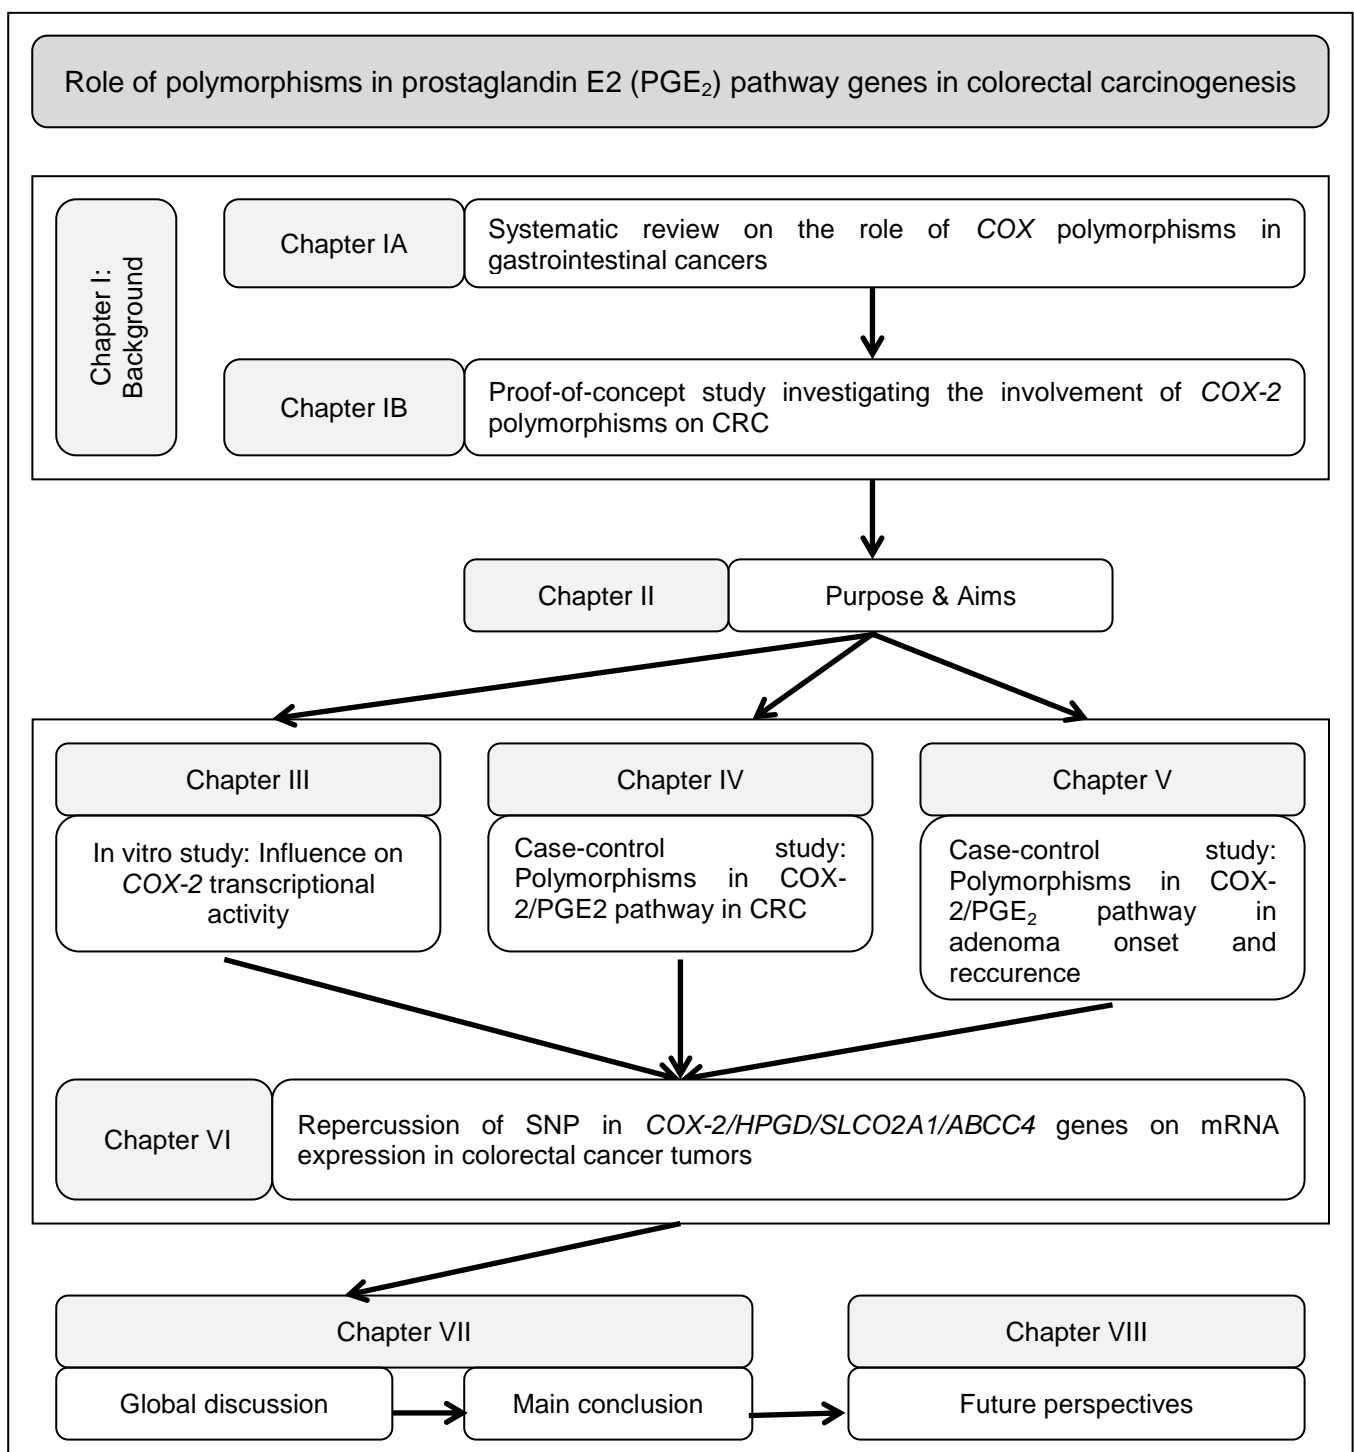 Role of polymorphisms in prostaglandin E2 (PGE₂) pathway genes in colorectal carcinogenesis
Chapter I:
Background
Chapter IA
Systematic review on the role of COX polymorphisms in
gastrointestinal cancers
Chapter IB
Proof-of-concept study investigating the involvement of COX-2
polymorphisms on CRC
Chapter II
Purpose & Aims
Chapter III
In vitro study: Influence on
COX-2 transcriptional
activity
Chapter IV
Case-control study:
Polymorphisms in COX-
2/PGE2 pathway in CRC
Chapter V
Case-control study:
Polymorphisms in COX-
2/PGE₂ pathway in
adenoma onset and
reccurence
Chapter VI
Repercussion of SNP in COX-2/HPGD/SLCO2A1/ABCC4 genes on mRNA
expression in colorectal cancer tumors
Chapter VII
Global discussion
Main conclusion
Chapter VIII
Future perspectives